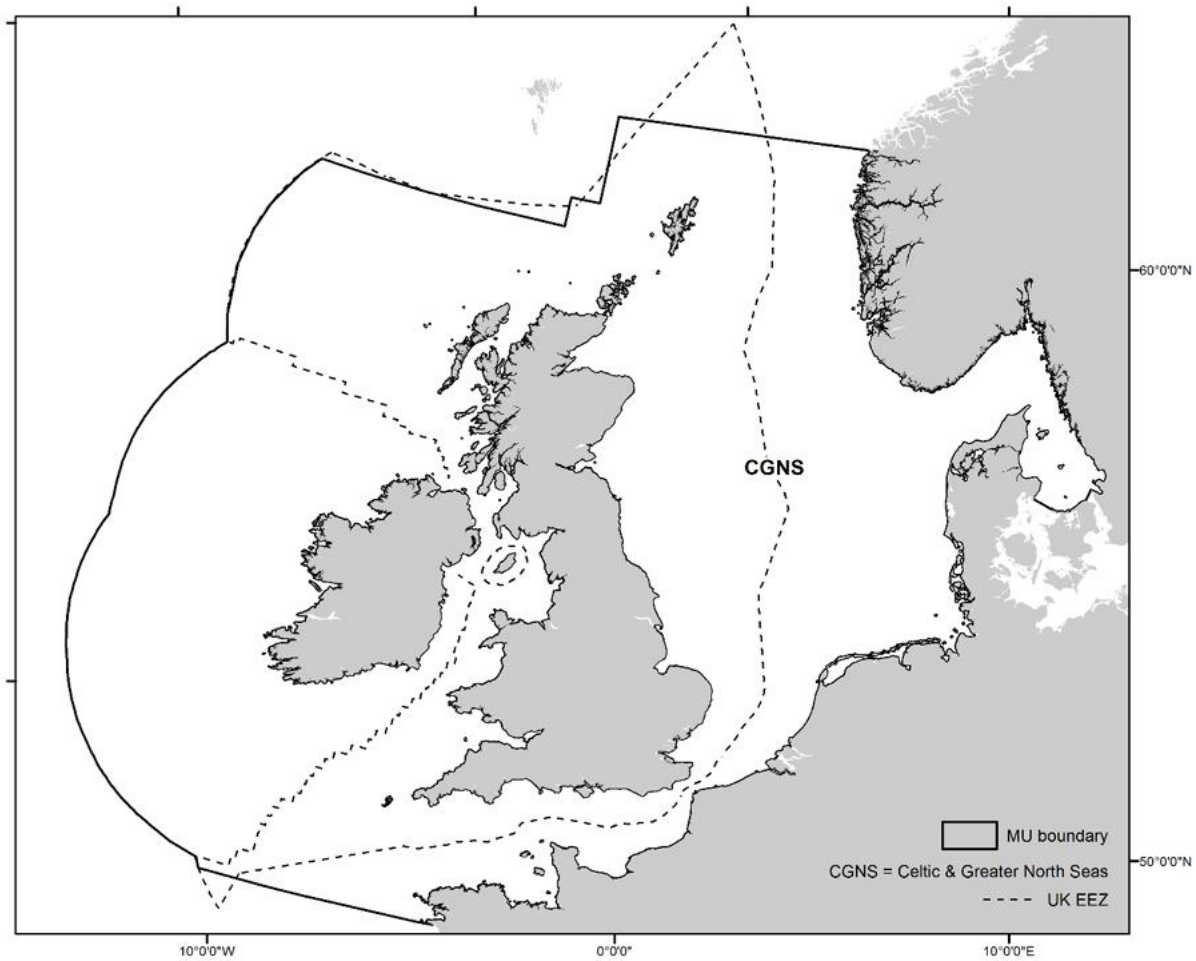 60°0'0"N
CGNS
MU boundary
CGNS = Celtic & Greater North Seas
UK EEZ
50°0'0"N
10°0'0"W
0°0'0"
10°0'0"E